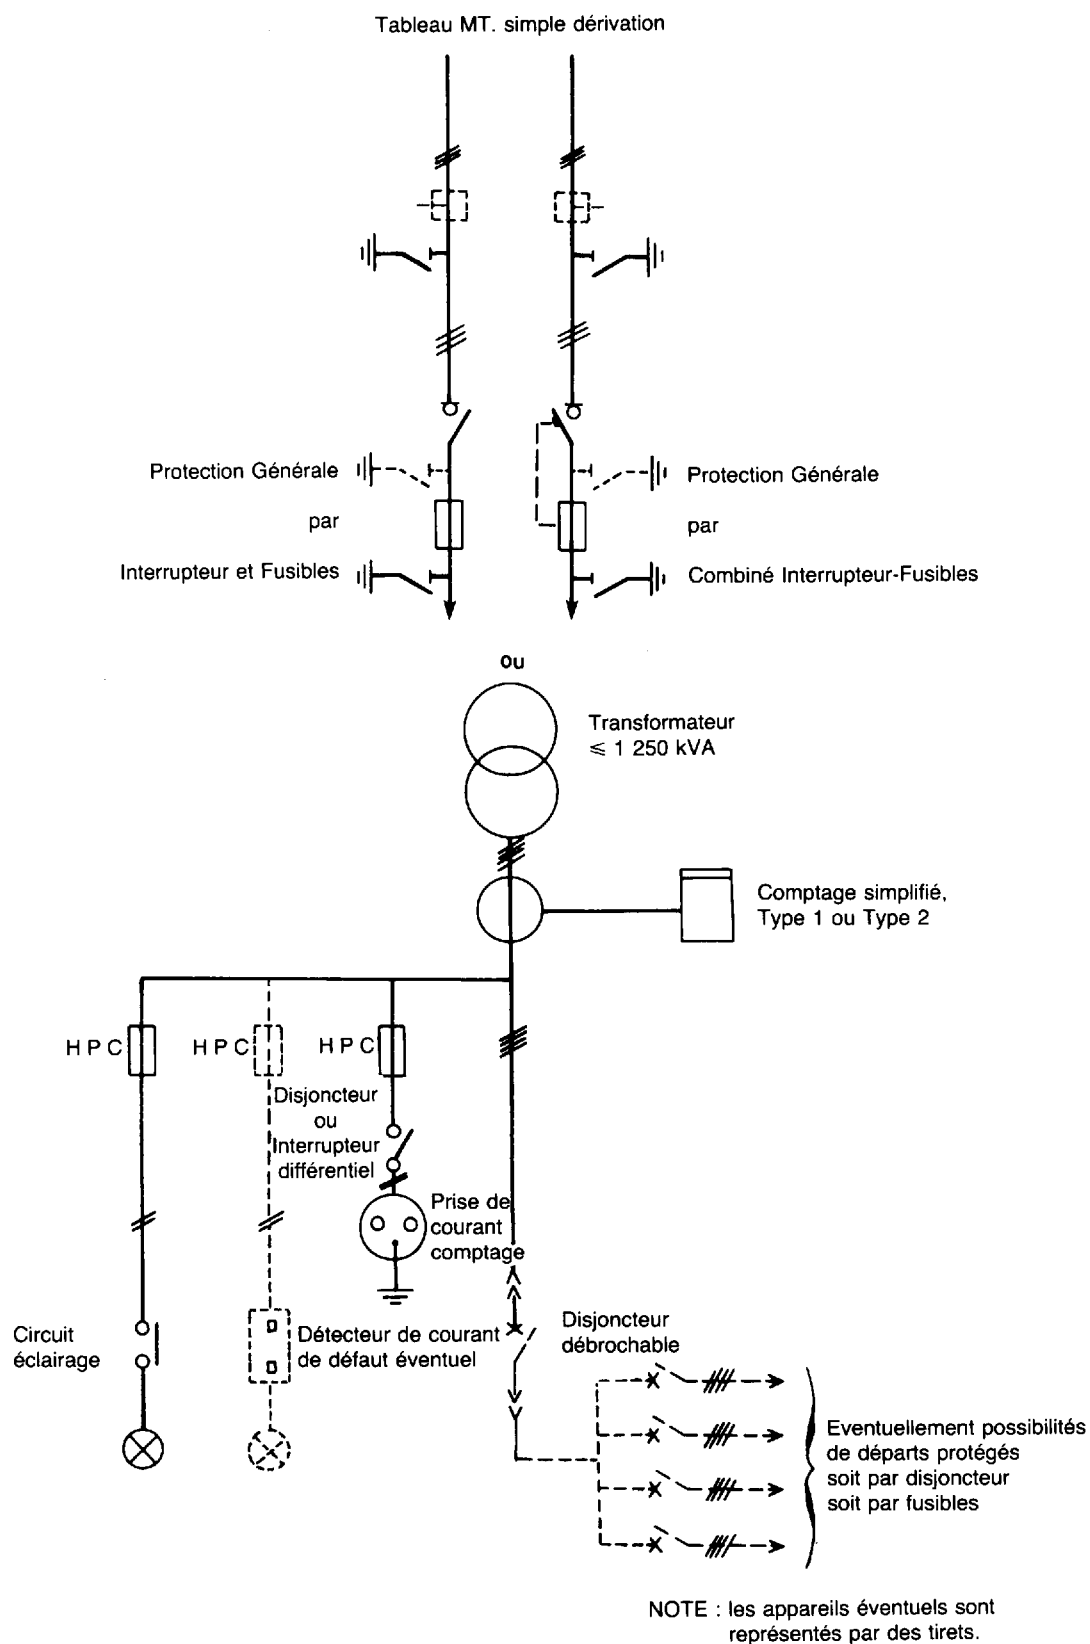 Tableau MT. simple dérivation
Protection Générale
par
Interrupteur et Fusibles
Protection Générale
par
Combiné Interrupteur-Fusibles
ou
Transformateur
≤ 1 250 kVA
Comptage simplifié,
Type 1 ou Type 2
H P C
H P C
H P C
Disjoncteur
ou
Interrupteur
différentiel
Prise de
courant
comptage
Circuit
éclairage
Détecteur de courant
de défaut éventuel
Disjoncteur
débrochable
Eventuellement possibilités
de départs protégés
soit par disjoncteur
soit par fusibles
NOTE : les appareils éventuels sont
représentés par des tirets.